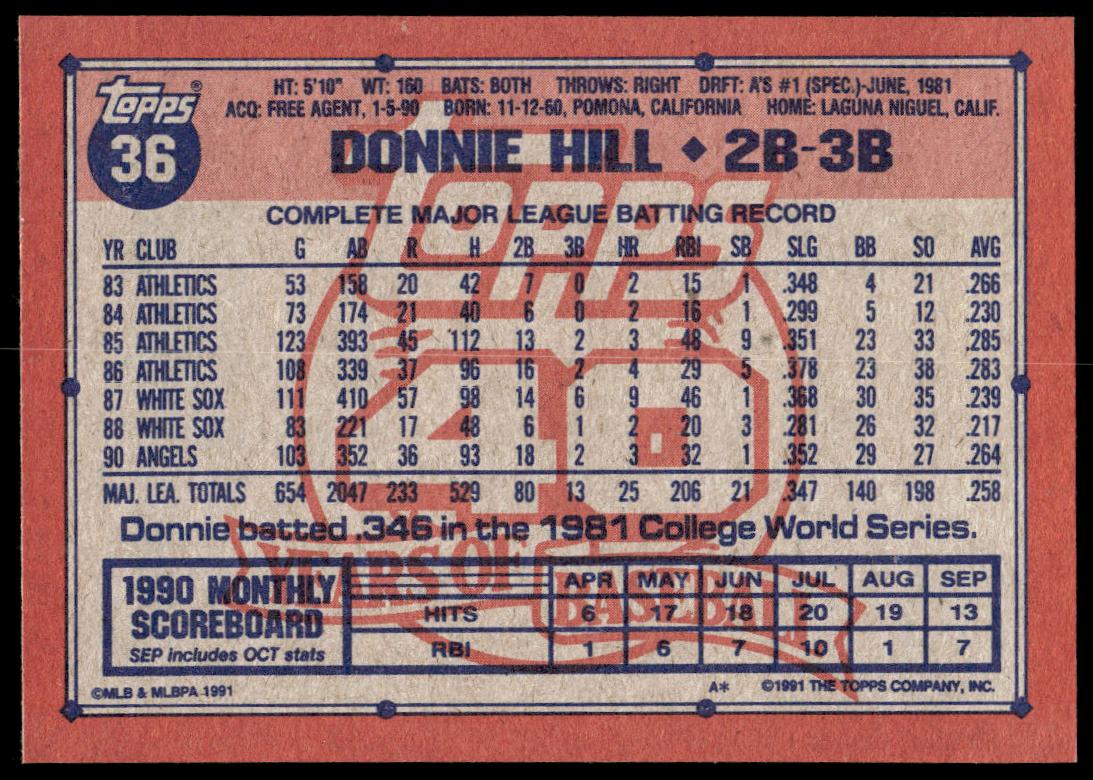 topps®
36
HT: 5'10" WT: 160 BATS: BOTH THROWS: RIGHT DRFT: A'S #1 (SPEC.)-JUNE, 1981
ACQ: FREE AGENT, 1-5-90 BORN: 11-12-60, POMONA, CALIFORNIA HOME: LAGUNA NIGUEL, CALIF.
DONNIE HILL ◆ 2B-3B
TOPPS
40
YEARS OF
BASEBALL
COMPLETE MAJOR LEAGUE BATTING RECORD
YR CLUB G AB R H 2B 3B HR RBI SB SLG BB SO AVG
83 ATHLETICS 53 158 20 42 7 0 2 15 1 .348 4 21 .266
84 ATHLETICS 73 174 21 40 6 0 2 16 1 .299 5 12 .230
85 ATHLETICS 123 393 45 112 13 2 3 48 9 .351 23 33 .285
86 ATHLETICS 108 339 37 96 16 2 4 29 5 .378 23 38 .283
87 WHITE SOX 111 410 57 98 14 6 9 46 1 .368 30 35 .239
88 WHITE SOX 83 221 17 48 6 1 2 20 3 .281 26 32 .217
90 ANGELS 103 352 36 93 18 2 3 32 1 .352 29 27 .264
MAJ. LEA. TOTALS 654 2047 233 529 80 13 25 206 21 .347 140 198 .258
Donnie batted .346 in the 1981 College World Series.
1990 MONTHLY
SCOREBOARD
SEP includes OCT stats
APR MAY JUN JUL AUG SEP
HITS 6 17 18 20 19 13
RBI 1 6 7 10 1 7
©MLB & MLBPA 1991 A* ©1991 THE TOPPS COMPANY, INC.